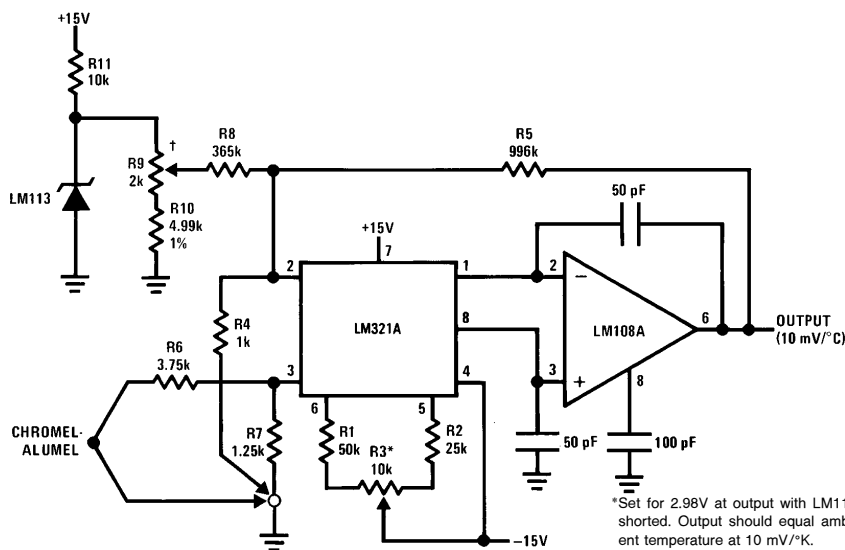 +15V
R11
10k
†
R9
2k
LM113
R10
4.99k
1%
R8
365k
R5
996k
50 pF
+15V
7
2
1
LM321A
8
3
4
6
5
R4
1k
R6
3.75k
CHROMEL-
ALUMEL
R7
1.25k
R1
50k
R3*
10k
R2
25k
−15V
2
−
LM108A
6
3
+
8
OUTPUT
(10 mV/°C)
50 pF
100 pF
*Set for 2.98V at output with LM11
shorted. Output should equal amb
ent temperature at 10 mV/°K.